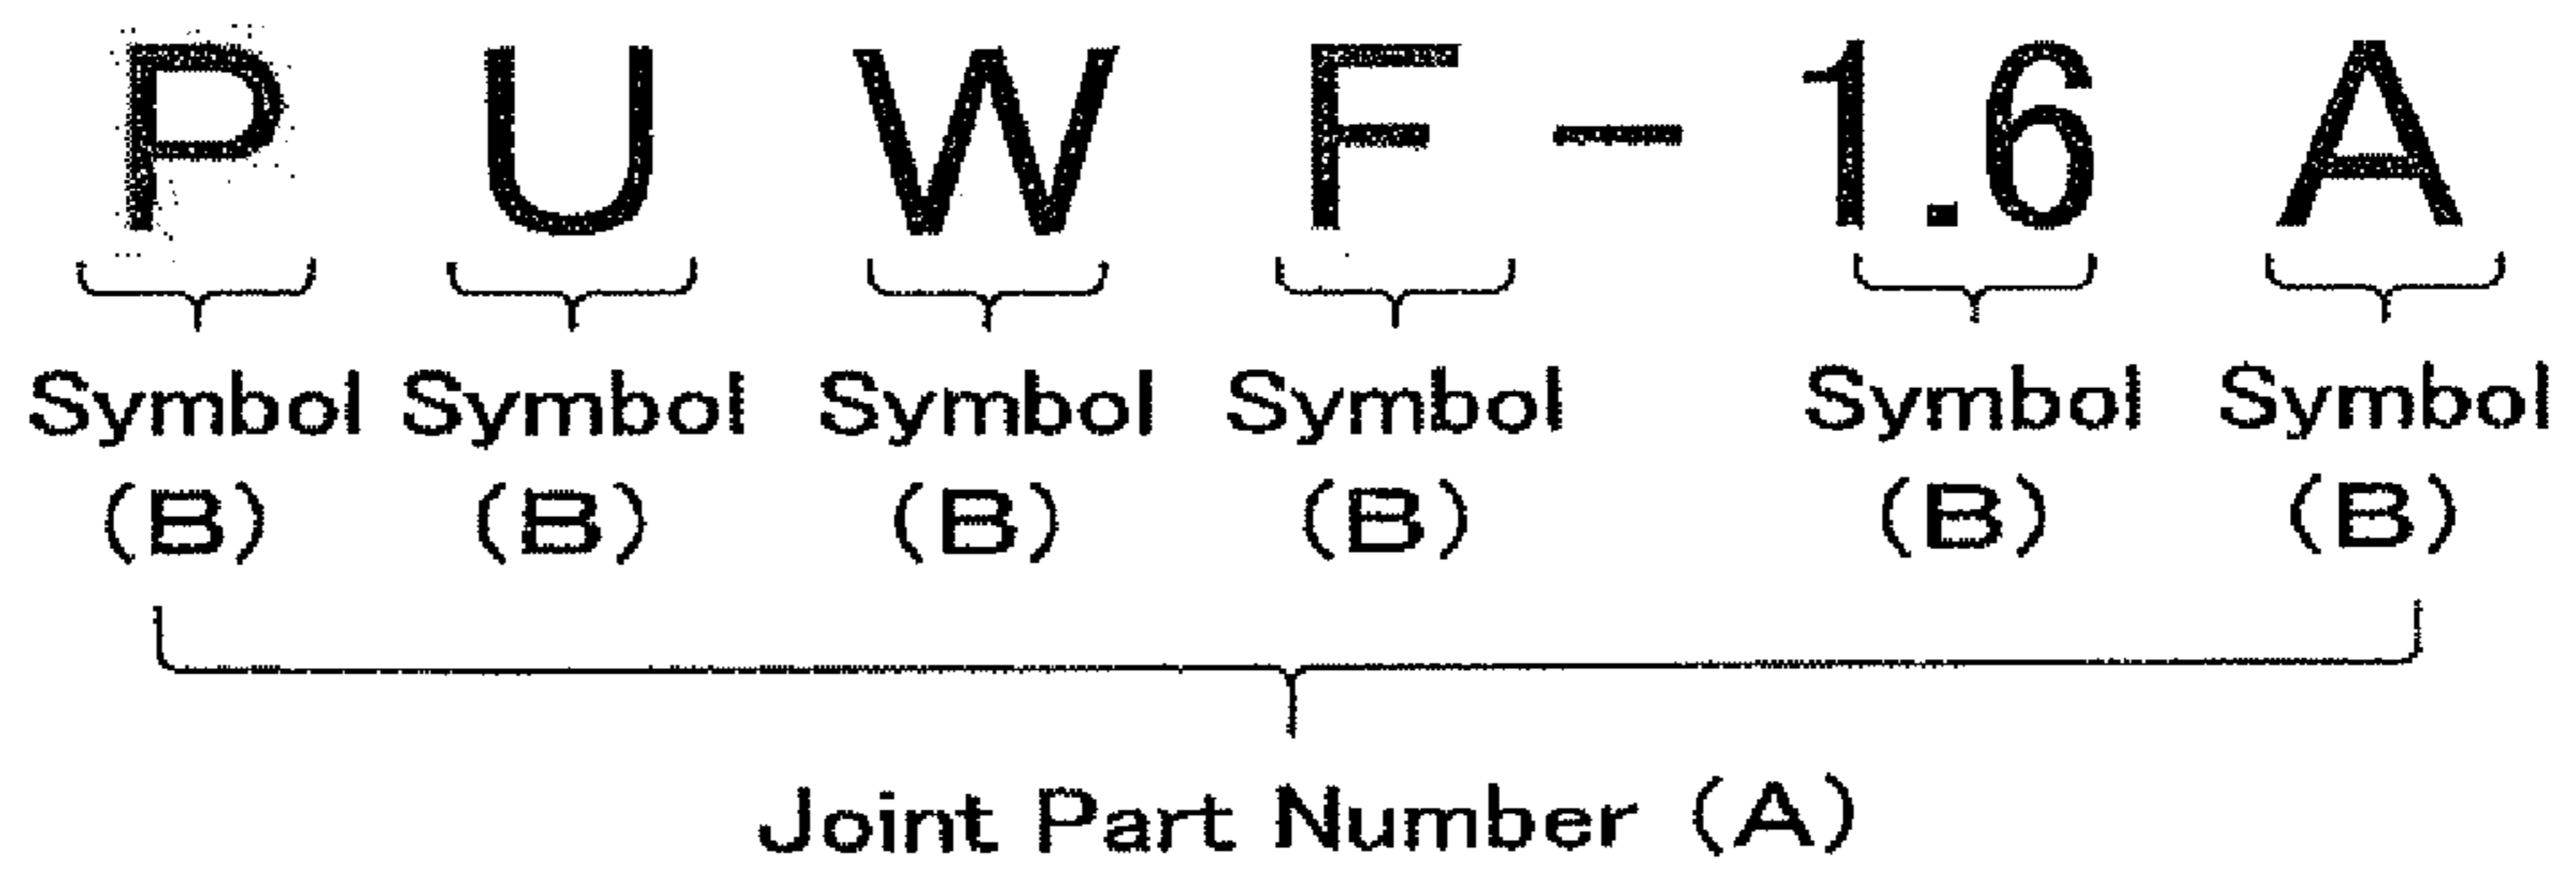 P U W F - 1.6 A
Symbol Symbol Symbol Symbol Symbol Symbol
(B) (B) (B) (B) (B) (B)
Joint Part Number (A)